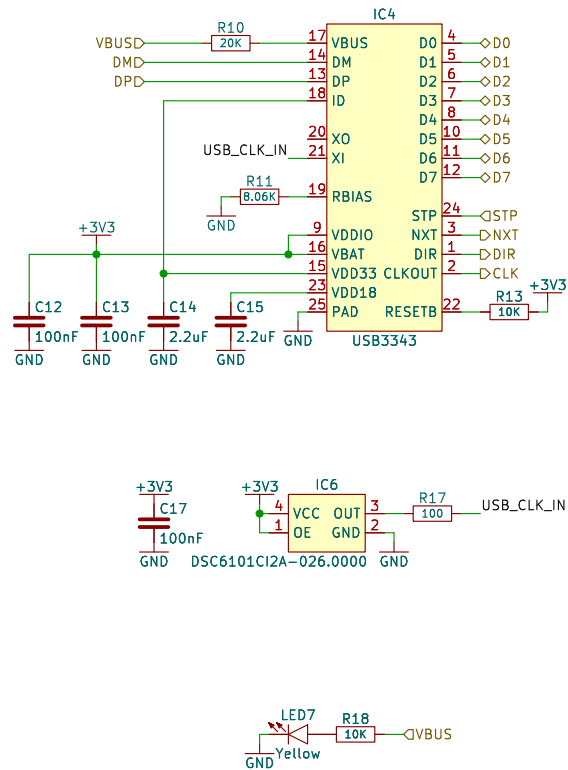 IC4
VBUS R10 20K 17 VBUS D0 4 D0
DM 14 DM D1 5 D1
DP 13 DP D2 6 D2
18 ID D3 7 D3
D4 8 D4
20 XO D5 10 D5
USB_CLK_IN 21 XI D6 11 D6
D7 12 D7
R11 8.06K 19 RBIAS
GND
STP 24 STP
+3V3 9 VDDIO NXT 3 NXT
16 VBAT DIR 1 DIR
15 VDD33 CLKOUT 2 CLK
23 VDD18
R13 +3V3
C12 C13 C14 C15 25 PAD RESETB 22 10K
100nF 100nF 2.2uF 2.2uF GND USB3343
GND GND GND GND
+3V3 +3V3 IC6
C17 4 VCC OUT 3 R17 100 USB_CLK_IN
100nF 1 OE GND 2
GND DSC6101CI2A-026.0000 GND
LED7 R18
10K VBUS
GND Yellow